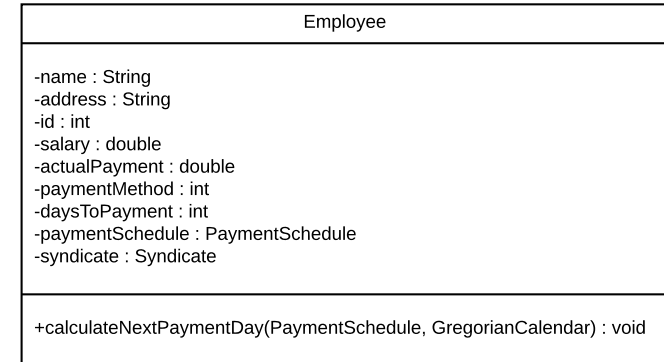 Employee
-name : String
-address : String
-id : int
-salary : double
-actualPayment : double
-paymentMethod : int
-daysToPayment : int
-paymentSchedule : PaymentSchedule
-syndicate : Syndicate
+calculateNextPaymentDay(PaymentSchedule, GregorianCalendar) : void